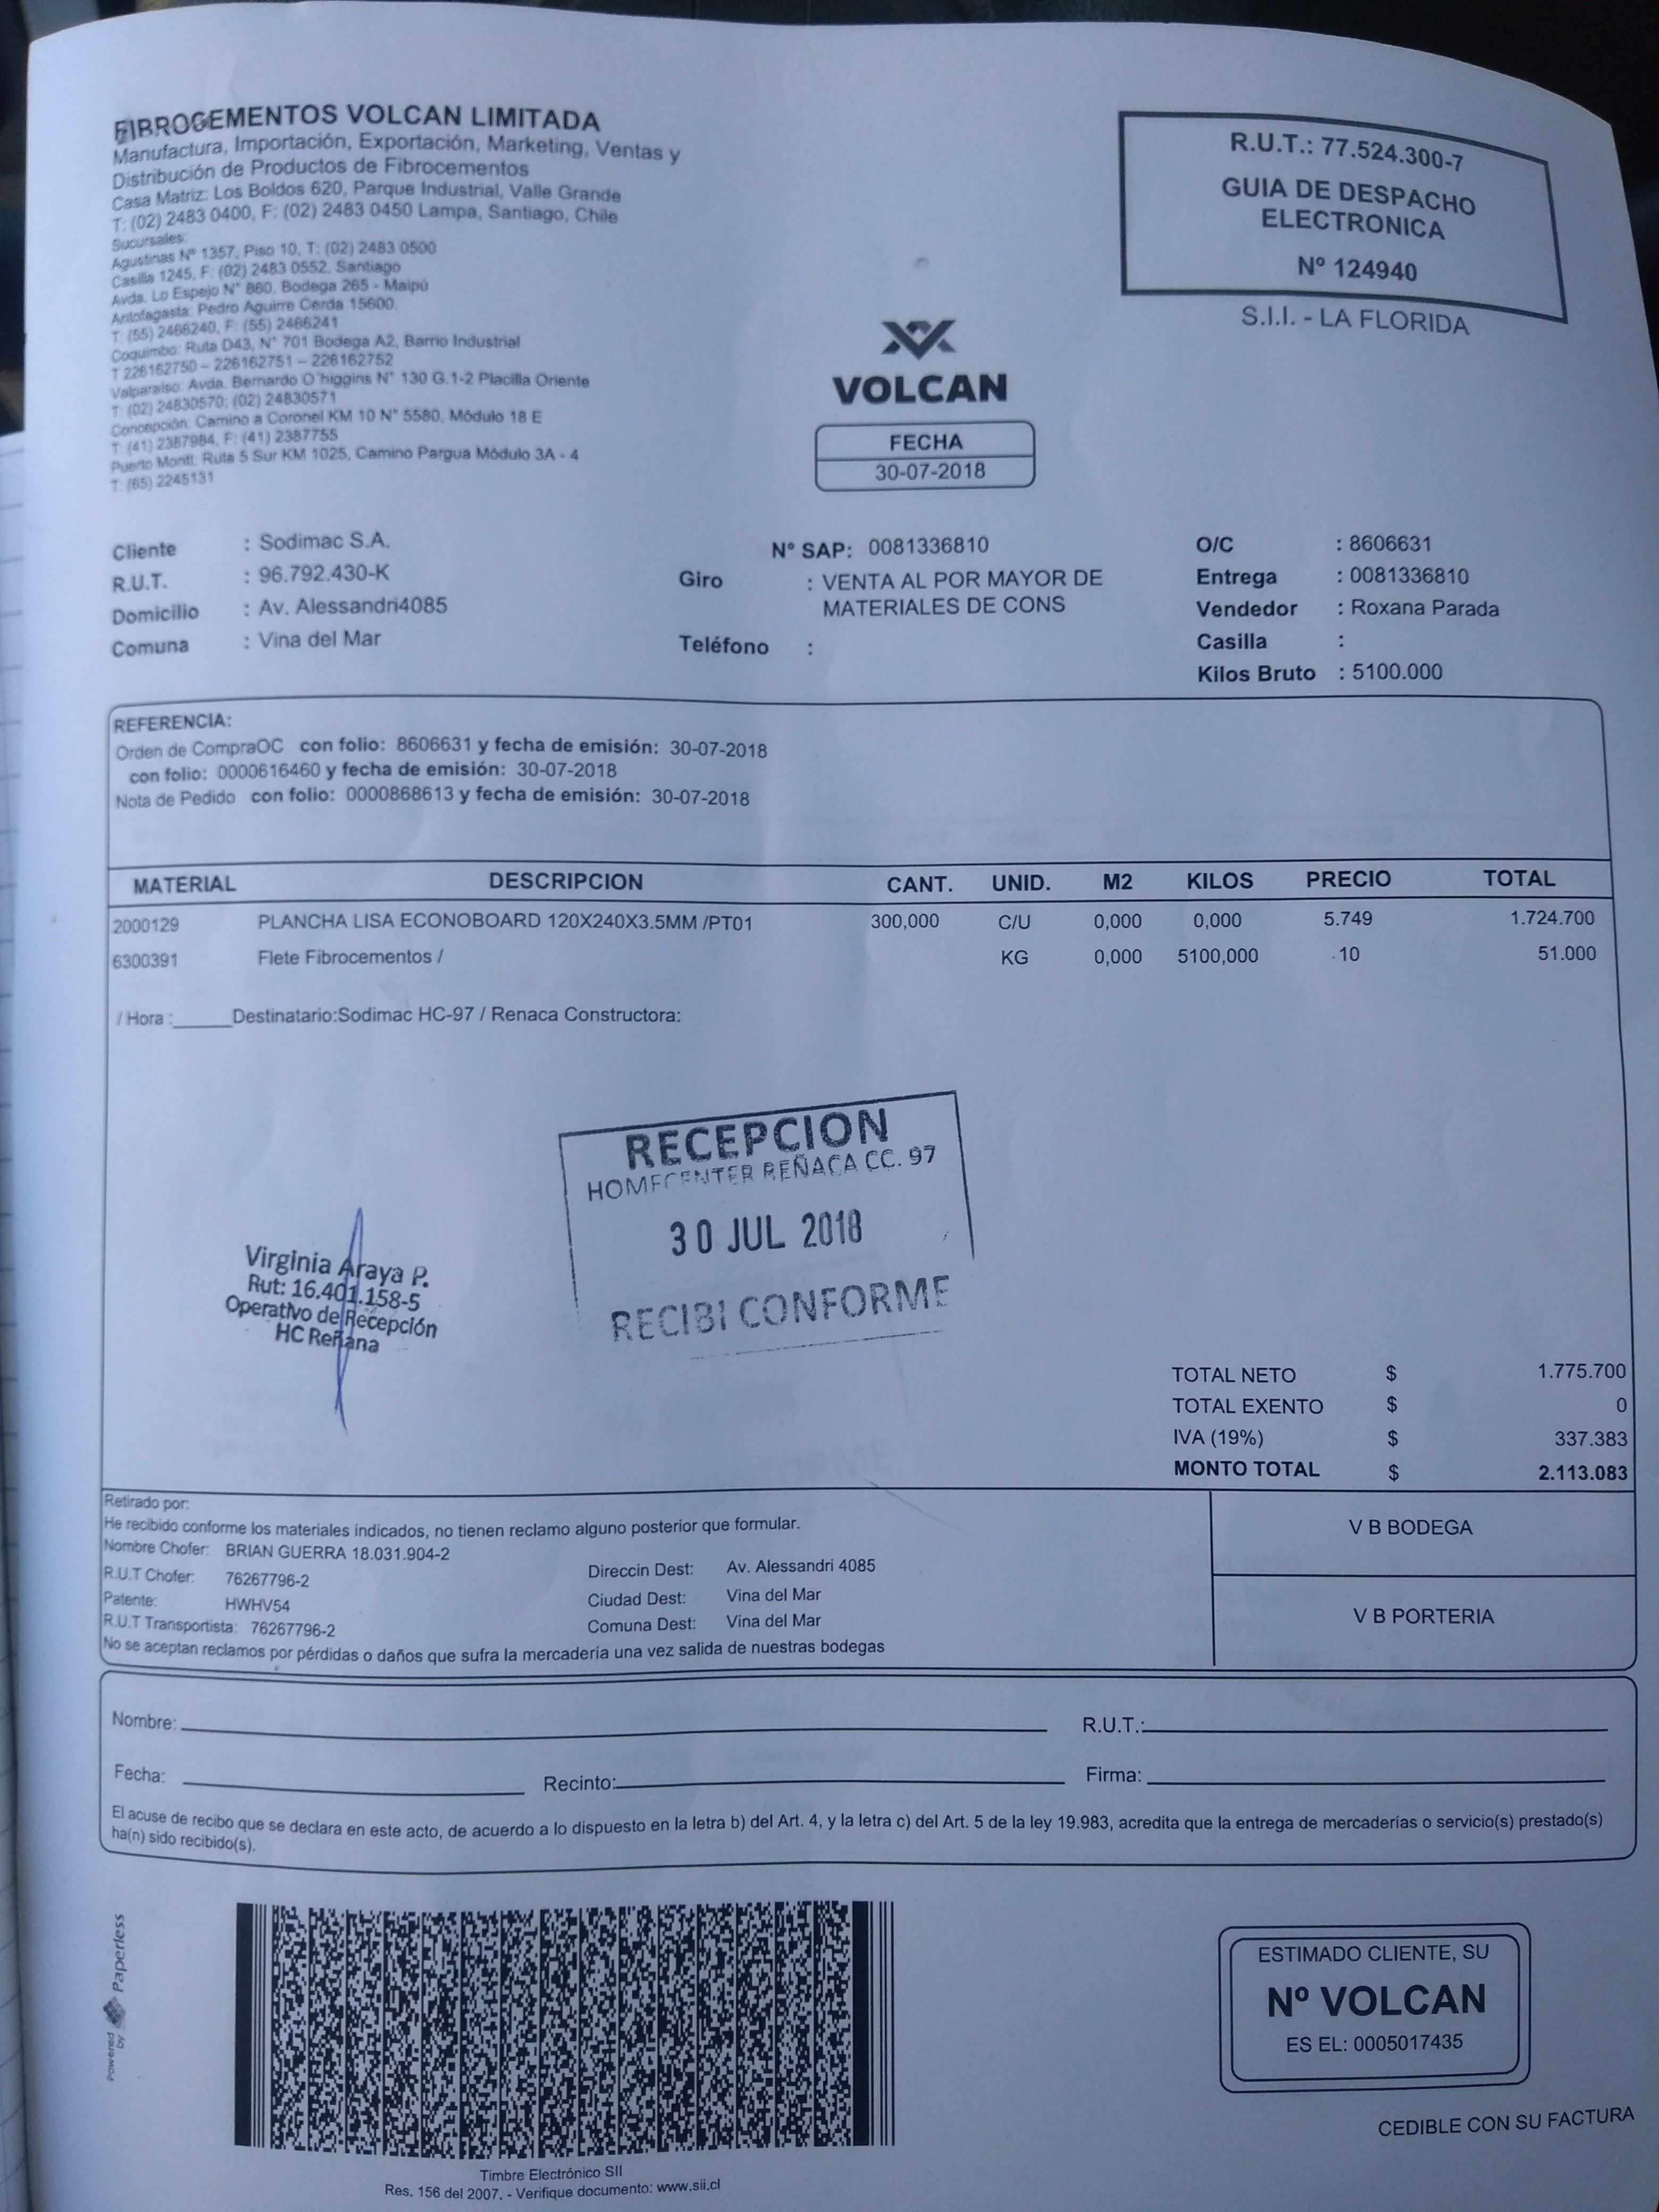 FIBROCEMENTOS VOLCAN LIMITADA
Manufactura, Importación, Exportación, Marketing, Ventas y
Distribución de Productos de Fibrocementos
Casa Matriz: Los Boldos 620, Parque Industrial, Valle Grande
T: (02) 2483 0400, F: (02) 2483 0450 Lampa, Santiago, Chile
Sucursales:
Agustinas Nº 1357, Piso 10, T: (02) 2483 0500
Casilla 1245, F: (02) 2483 0552, Santiago
Avda. Lo Espejo N° 860, Bodega 265 - Maipú
Antofagasta: Pedro Aguirre Cerda 15600,
T: (55) 2466240, F: (55) 2466241
Coquimbo: Ruta D43, N° 701 Bodega A2, Barrio Industrial
T 226162750 – 226162751 – 226162752
Valparaiso: Avda. Bernardo O´higgins N° 130 G.1-2 Placilla Oriente
T: (02) 24830570; (02) 24830571
Concepción: Camino a Coronel KM 10 N° 5580, Módulo 18 E
T: (41) 2387984, F: (41) 2387755
Puerto Montt: Ruta 5 Sur KM 1025, Camino Pargua Módulo 3A - 4
T: (65) 2245131
R.U.T.: 77.524.300-7
GUIA DE DESPACHO
ELECTRONICA
Nº 124940
S.I.I. - LA FLORIDA
VOLCAN
FECHA
30-07-2018
Cliente : Sodimac S.A.
R.U.T. : 96.792.430-K
Domicilio : Av. Alessandri4085
Comuna : Vina del Mar
N° SAP: 0081336810
Giro : VENTA AL POR MAYOR DE
MATERIALES DE CONS
Teléfono :
O/C : 8606631
Entrega : 0081336810
Vendedor : Roxana Parada
Casilla :
Kilos Bruto : 5100.000
REFERENCIA:
Orden de CompraOC con folio: 8606631 y fecha de emisión: 30-07-2018
con folio: 0000616460 y fecha de emisión: 30-07-2018
Nota de Pedido con folio: 0000868613 y fecha de emisión: 30-07-2018
MATERIAL DESCRIPCION CANT. UNID. M2 KILOS PRECIO TOTAL
2000129 PLANCHA LISA ECONOBOARD 120X240X3.5MM /PT01 300,000 C/U 0,000 0,000 5.749 1.724.700
6300391 Flete Fibrocementos / KG 0,000 5100,000 10 51.000
/ Hora :______Destinatario:Sodimac HC-97 / Renaca Constructora:
RECEPCION
HOMECENTER REÑACA CC. 97
30 JUL 2018
RECIBI CONFORME
Virginia Araya P.
Rut: 16.401.158-5
Operativo de Recepción
HC Reñana
TOTAL NETO $ 1.775.700
TOTAL EXENTO $ 0
IVA (19%) $ 337.383
MONTO TOTAL $ 2.113.083
Retirado por:
He recibido conforme los materiales indicados, no tienen reclamo alguno posterior que formular.
Nombre Chofer: BRIAN GUERRA 18.031.904-2
R.U.T Chofer: 76267796-2
Patente: HWHV54
R.U.T Transportista: 76267796-2
Direccin Dest: Av. Alessandri 4085
Ciudad Dest: Vina del Mar
Comuna Dest: Vina del Mar
No se aceptan reclamos por pérdidas o daños que sufra la mercadería una vez salida de nuestras bodegas
V B BODEGA
V B PORTERIA
Nombre: R.U.T.:
Fecha: Recinto: Firma:
El acuse de recibo que se declara en este acto, de acuerdo a lo dispuesto en la letra b) del Art. 4, y la letra c) del Art. 5 de la ley 19.983, acredita que la entrega de mercaderías o servicio(s) prestado(s)
ha(n) sido recibido(s).
Powered by Paperless
Timbre Electrónico SII
Res. 156 del 2007. - Verifique documento: www.sii.cl
ESTIMADO CLIENTE, SU
Nº VOLCAN
ES EL: 0005017435
CEDIBLE CON SU FACTURA